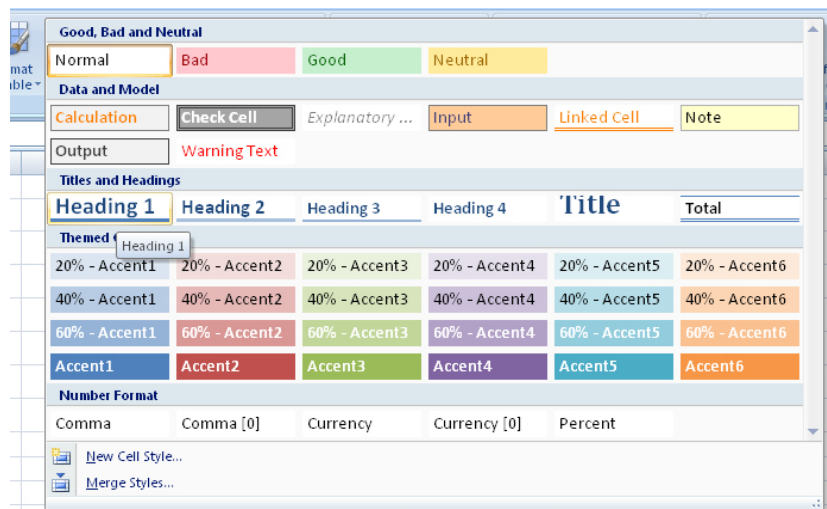 Good, Bad and Neutral
Normal Bad Good Neutral
mat
Data and Model
Calculation Check Cell Explanatory ... Input Linked Cell Note
Output Warning Text
Titles and Headings
Heading 1 Heading 2 Heading 3 Heading 4 Title Total
Themed
Heading 1
20% - Accent1 20% - Accent2 20% - Accent3 20% - Accent4 20% - Accent5 20% - Accent6
40% - Accent1 40% - Accent2 40% - Accent3 40% - Accent4 40% - Accent5 40% - Accent6
60% - Accent1 60% - Accent2 60% - Accent3 60% - Accent4 60% - Accent5 60% - Accent6
Accent1 Accent2 Accent3 Accent4 Accent5 Accent6
Number Format
Comma Comma [0] Currency Currency [0] Percent
New Cell Style...
Merge Styles...